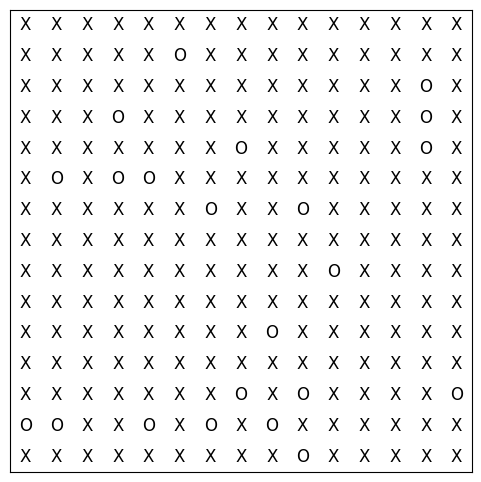 X X X X X X X X X X X X X X X
X X X X X O X X X X X X X X X
X X X X X X X X X X X X X O X
X X X O X X X X X X X X X O X
X X X X X X X O X X X X X O X
X O X O O X X X X X X X X X X
X X X X X X O X X O X X X X X
X X X X X X X X X X X X X X X
X X X X X X X X X X O X X X X
X X X X X X X X X X X X X X X
X X X X X X X X O X X X X X X
X X X X X X X X X X X X X X X
X X X X X X X O X O X X X X O
O O X X O X O X O X X X X X X
X X X X X X X X X O X X X X X